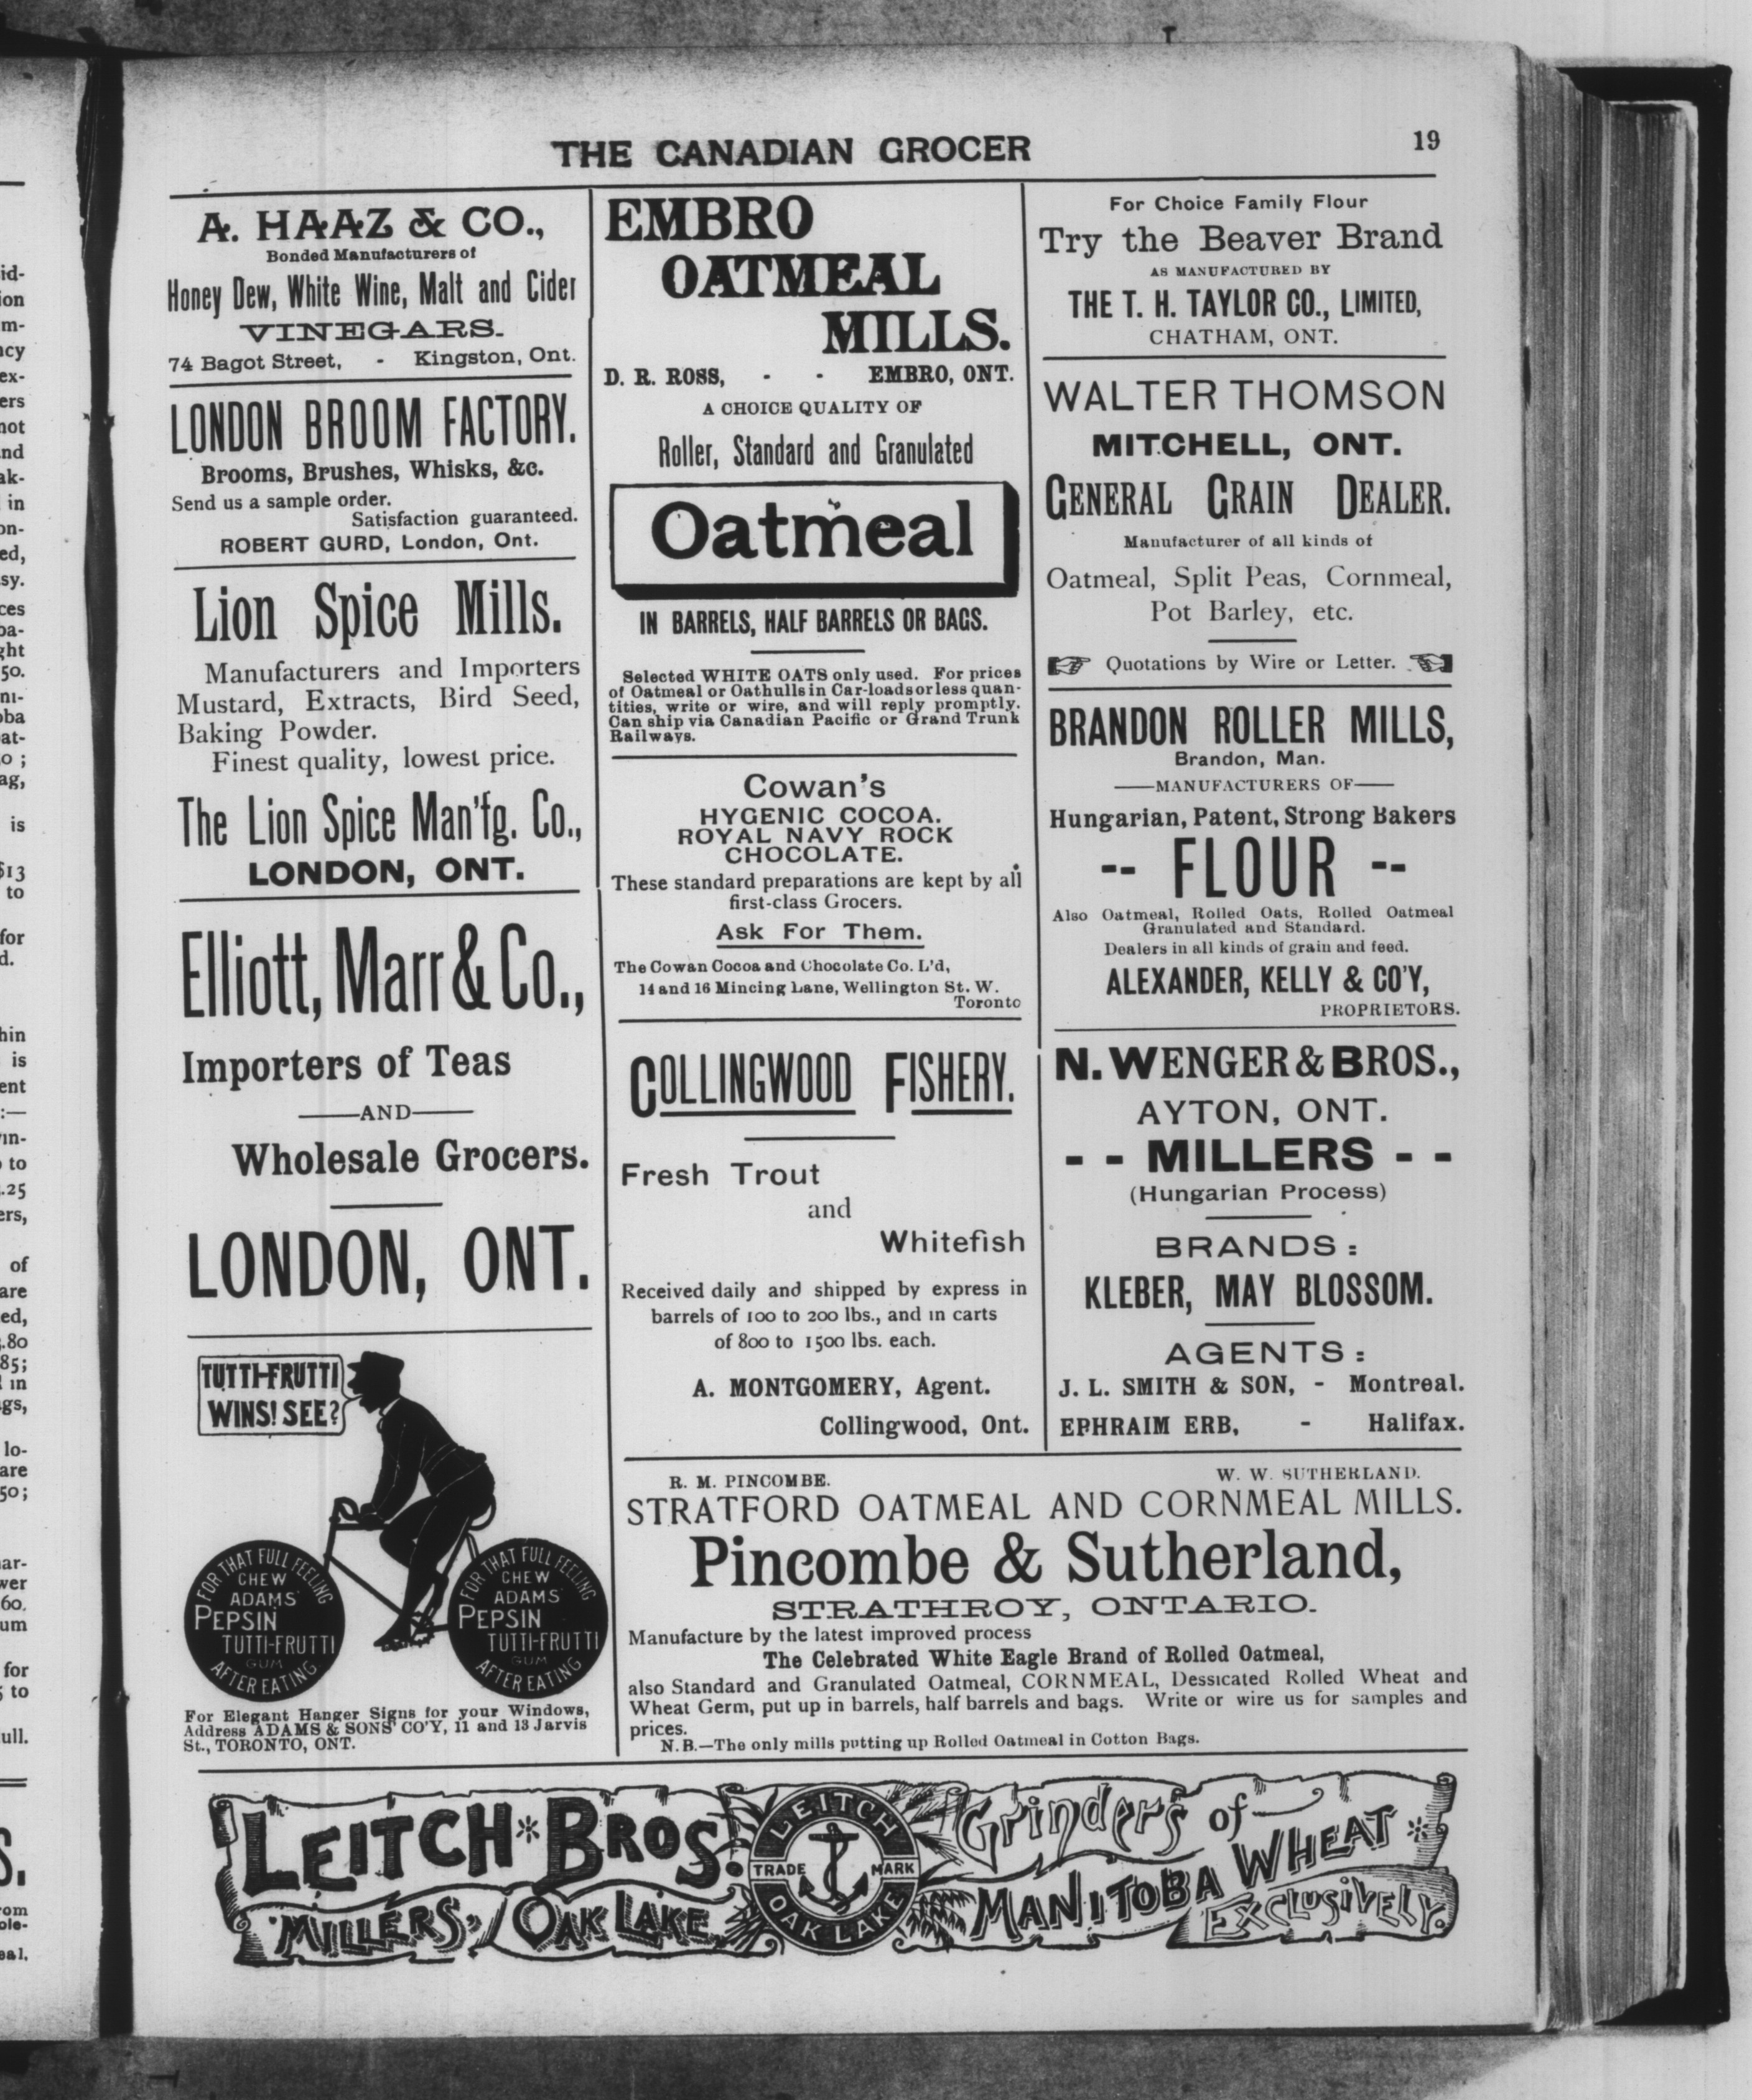 THE CANADIAN GROCER
19
A. HAAZ & CO.,
Bonded Manufacturers of
Honey Dew, White Wine, Malt and Cider
VINEGARS.
74 Bagot Street, - Kingston, Ont.
LONDON BROOM FACTORY.
Brooms, Brushes, Whisks, &c.
Send us a sample order.
Satisfaction guaranteed.
ROBERT GURD, London, Ont.
Lion Spice Mills.
Manufacturers and Importers
Mustard, Extracts, Bird Seed,
Baking Powder.
Finest quality, lowest price.
The Lion Spice Man'fg. Co.,
LONDON, ONT.
Elliott, Marr & Co.,
Importers of Teas
—AND—
Wholesale Grocers.
LONDON, ONT.
TUTTI-FRUTTI
WINS! SEE?
FOR THAT FULL FEELING
CHEW
ADAMS'
PEPSIN
TUTTI-FRUTTI
GUM
AFTER EATING
FOR THAT FULL FEELING
CHEW
ADAMS'
PEPSIN
TUTTI-FRUTTI
GUM
AFTER EATING
For Elegant Hanger Signs for your Windows,
Address ADAMS & SONS' CO'Y, 11 and 13 Jarvis
St., TORONTO, ONT.
EMBRO
OATMEAL
MILLS.
D. R. ROSS, - - EMBRO, ONT.
A CHOICE QUALITY OF
Roller, Standard and Granulated
Oatmeal
IN BARRELS, HALF BARRELS OR BAGS.
Selected WHITE OATS only used. For prices
of Oatmeal or Oathulls in Car-loads or less quan-
tities, write or wire, and will reply promptly.
Can ship via Canadian Pacific or Grand Trunk
Railways.
Cowan's
HYGENIC COCOA.
ROYAL NAVY ROCK
CHOCOLATE.
These standard preparations are kept by all
first-class Grocers.
Ask For Them.
The Cowan Cocoa and Chocolate Co. L'd,
14 and 16 Mincing Lane, Wellington St. W.
Toronto
COLLINGWOOD FISHERY.
Fresh Trout
and
Whitefish
Received daily and shipped by express in
barrels of 100 to 200 lbs., and in carts
of 800 to 1500 lbs. each.
A. MONTGOMERY, Agent.
Collingwood, Ont.
For Choice Family Flour
Try the Beaver Brand
AS MANUFACTURED BY
THE T. H. TAYLOR CO., LIMITED,
CHATHAM, ONT.
WALTER THOMSON
MITCHELL, ONT.
GENERAL GRAIN DEALER.
Manufacturer of all kinds of
Oatmeal, Split Peas, Cornmeal,
Pot Barley, etc.
Quotations by Wire or Letter.
BRANDON ROLLER MILLS,
Brandon, Man.
—MANUFACTURERS OF—
Hungarian, Patent, Strong Bakers
-- FLOUR --
Also Oatmeal, Rolled Oats, Rolled Oatmeal
Granulated and Standard.
Dealers in all kinds of grain and feed.
ALEXANDER, KELLY & CO'Y,
PROPRIETORS.
N. WENGER & BROS.,
AYTON, ONT.
- - MILLERS - -
(Hungarian Process)
BRANDS:
KLEBER, MAY BLOSSOM.
AGENTS:
J. L. SMITH & SON, - Montreal.
EPHRAIM ERB, - Halifax.
R. M. PINCOMBE. W. W. SUTHERLAND.
STRATFORD OATMEAL AND CORNMEAL MILLS.
Pincombe & Sutherland,
STRATHROY, ONTARIO.
Manufacture by the latest improved process
The Celebrated White Eagle Brand of Rolled Oatmeal,
also Standard and Granulated Oatmeal, CORNMEAL, Dessicated Rolled Wheat and
Wheat Germ, put up in barrels, half barrels and bags. Write or wire us for samples and
prices.
N.B.—The only mills putting up Rolled Oatmeal in Cotton Bags.
LEITCH * BROS.
"MILLERS," OAK LAKE,
LEITCH
TRADE MARK
OAK LAKE
Grinders of
MANITOBA WHEAT *
EXCLUSIVELY.